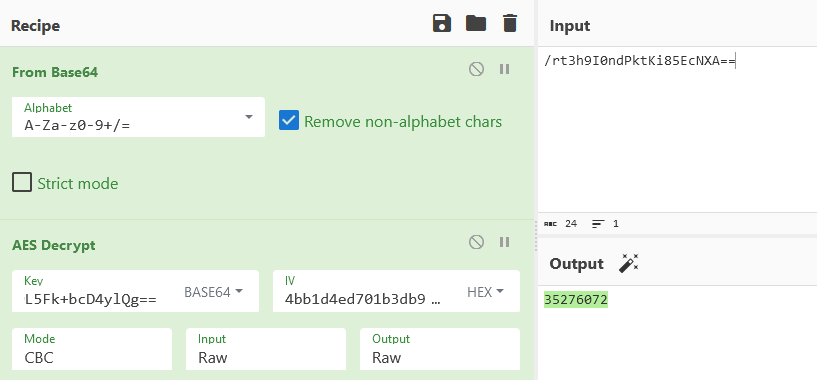 Recipe
From Base64
Alphabet
A-Za-z0-9+/=
Remove non-alphabet chars
Strict mode
AES Decrypt
Key
L5Fk+bcD4ylQg==
BASE64
IV
4bb1d4ed701b3db9 …
HEX
Mode
CBC
Input
Raw
Output
Raw
Input
/rt3h9I0ndPktKi85EcNXA==
ABC 24
1
Output
35276072